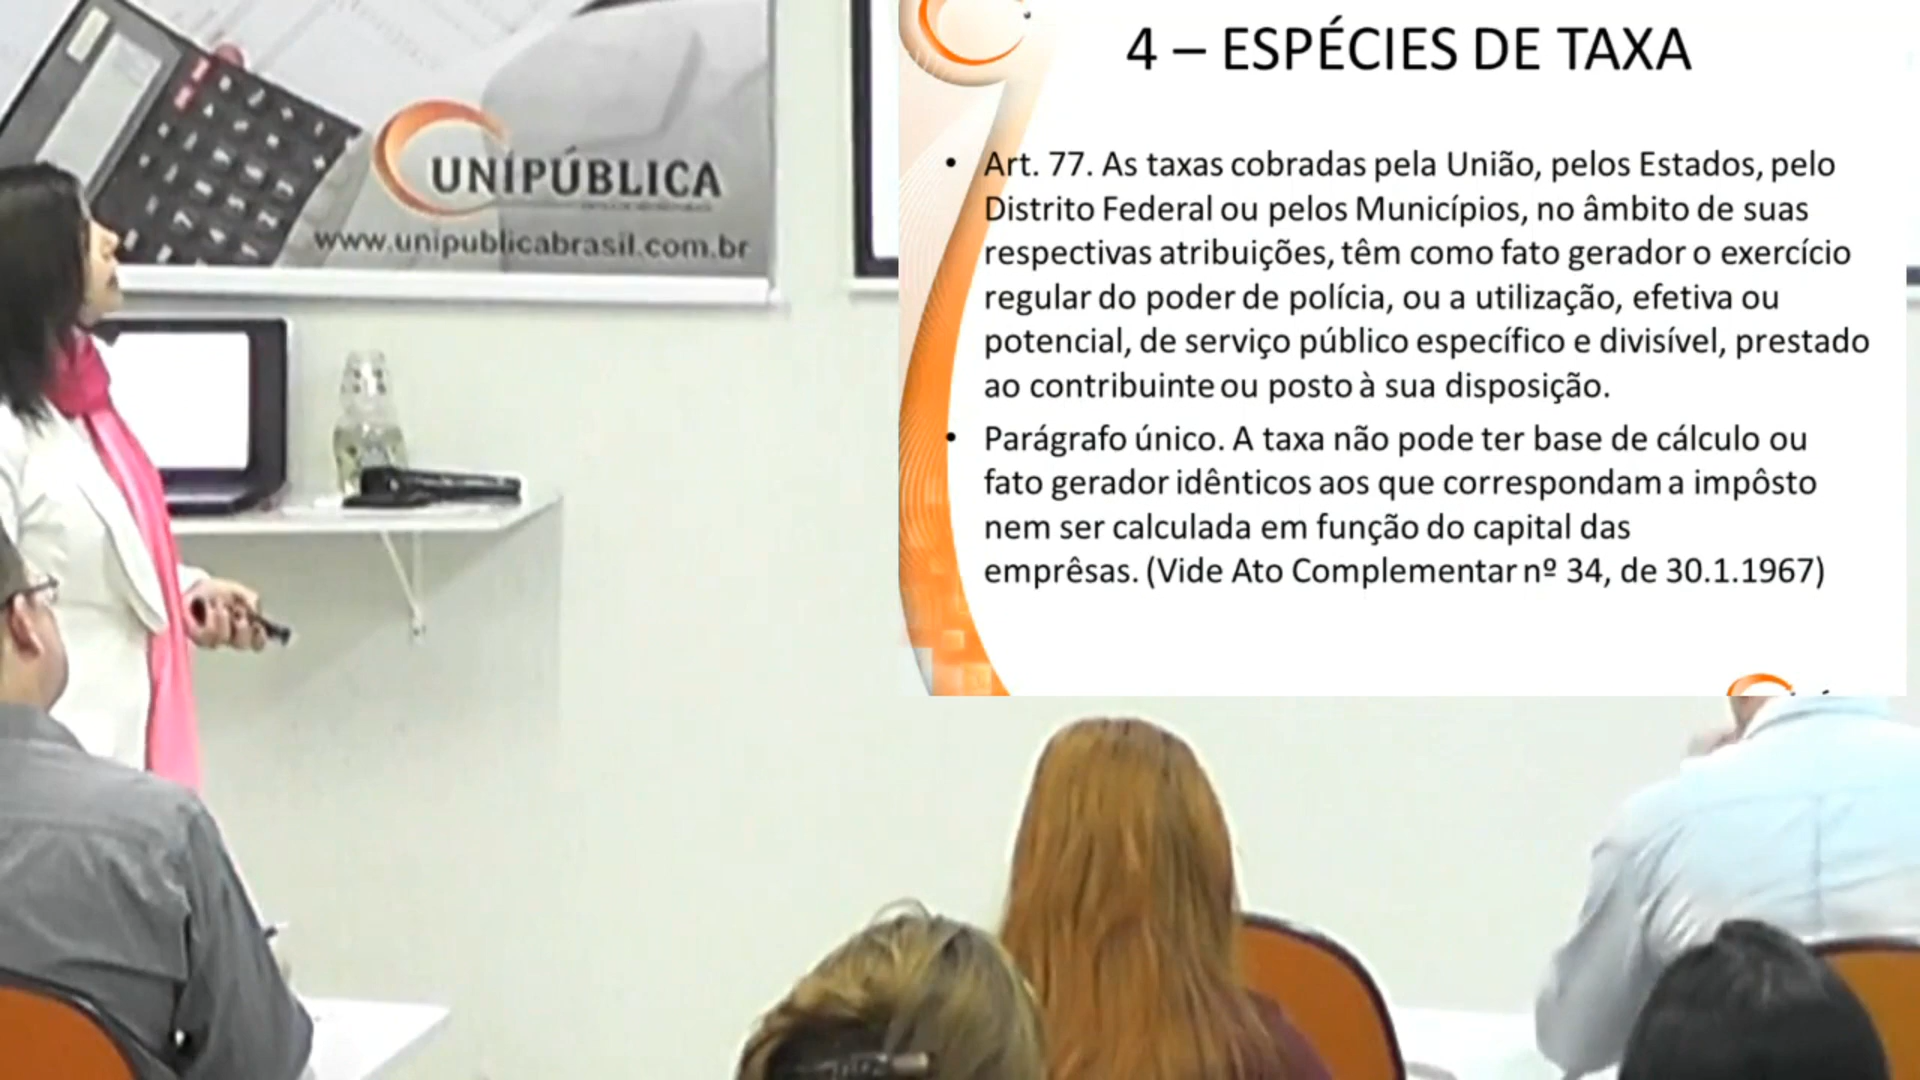 UNIPÚBLICA
www.unipublicabrasil.com.br
4 – ESPÉCIES DE TAXA
• Art. 77. As taxas cobradas pela União, pelos Estados, pelo
Distrito Federal ou pelos Municípios, no âmbito de suas
respectivas atribuições, têm como fato gerador o exercício
regular do poder de polícia, ou a utilização, efetiva ou
potencial, de serviço público específico e divisível, prestado
ao contribuinte ou posto à sua disposição.
• Parágrafo único. A taxa não pode ter base de cálculo ou
fato gerador idênticos aos que correspondam a impôsto
nem ser calculada em função do capital das
emprêsas. (Vide Ato Complementar nº 34, de 30.1.1967)